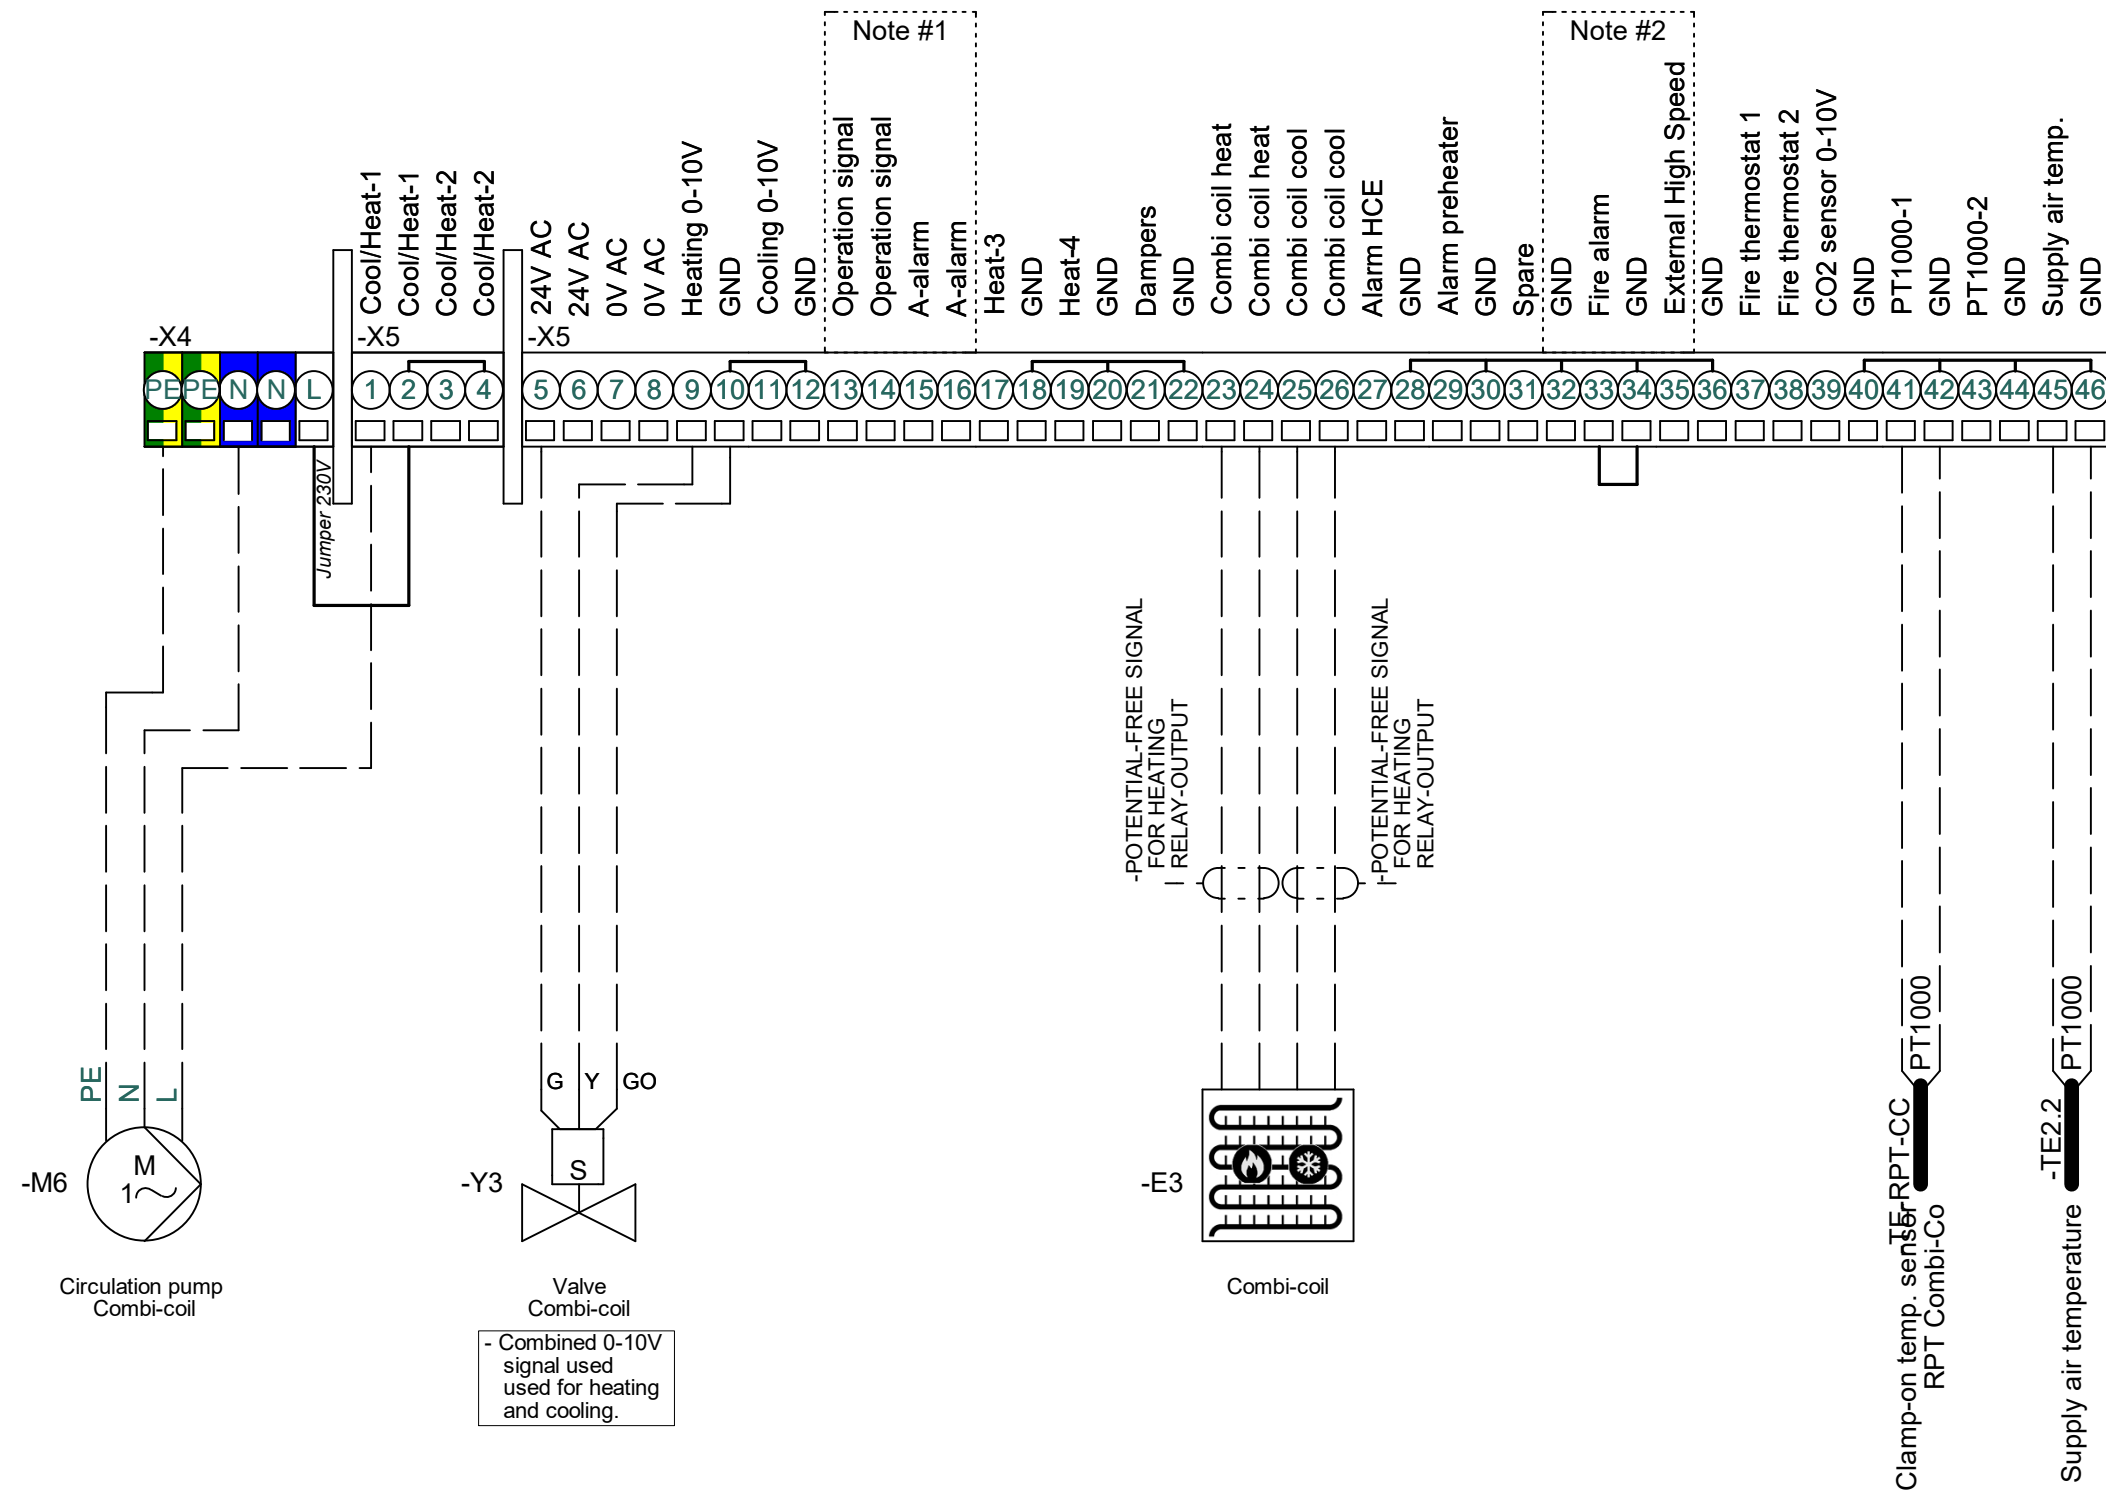 Note #1
Note #2
Cool/Heat-1
Cool/Heat-1
Cool/Heat-2
Cool/Heat-2
24V AC
24V AC
0V AC
0V AC
Heating 0-10V
GND
Cooling 0-10V
GND
Operation signal
Operation signal
A-alarm
A-alarm
Heat-3
GND
Heat-4
GND
Dampers
GND
Combi coil heat
Combi coil heat
Combi coil cool
Combi coil cool
Alarm HCE
GND
Alarm preheater
GND
Spare
GND
Fire alarm
GND
External High Speed
GND
Fire thermostat 1
Fire thermostat 2
CO2 sensor 0-10V
GND
PT1000-1
GND
PT1000-2
GND
Supply air temp.
GND
-X4
-X5
-X5
PE PE N N L 1 2 3 4 5 6 7 8 9 10 11 12 13 14 15 16 17 18 19 20 21 22 23 24 25 26 27 28 29 30 31 32 33 34 35 36 37 38 39 40 41 42 43 44 45 46
Jumper 230V
-POTENTIAL-FREE SIGNAL
FOR HEATING
RELAY-OUTPUT
-POTENTIAL-FREE SIGNAL
FOR HEATING
RELAY-OUTPUT
PE
N
L
G Y GO
PT1000
PT1000
-M6
M
1
-Y3
S
-E3
-TE-RPT-CC
-TE2.2
Circulation pump
Combi-coil
Valve
Combi-coil
- Combined 0-10V
signal used
used for heating
and cooling.
Combi-coil
Clamp-on temp. sensor
RPT Combi-Co
Supply air temperature